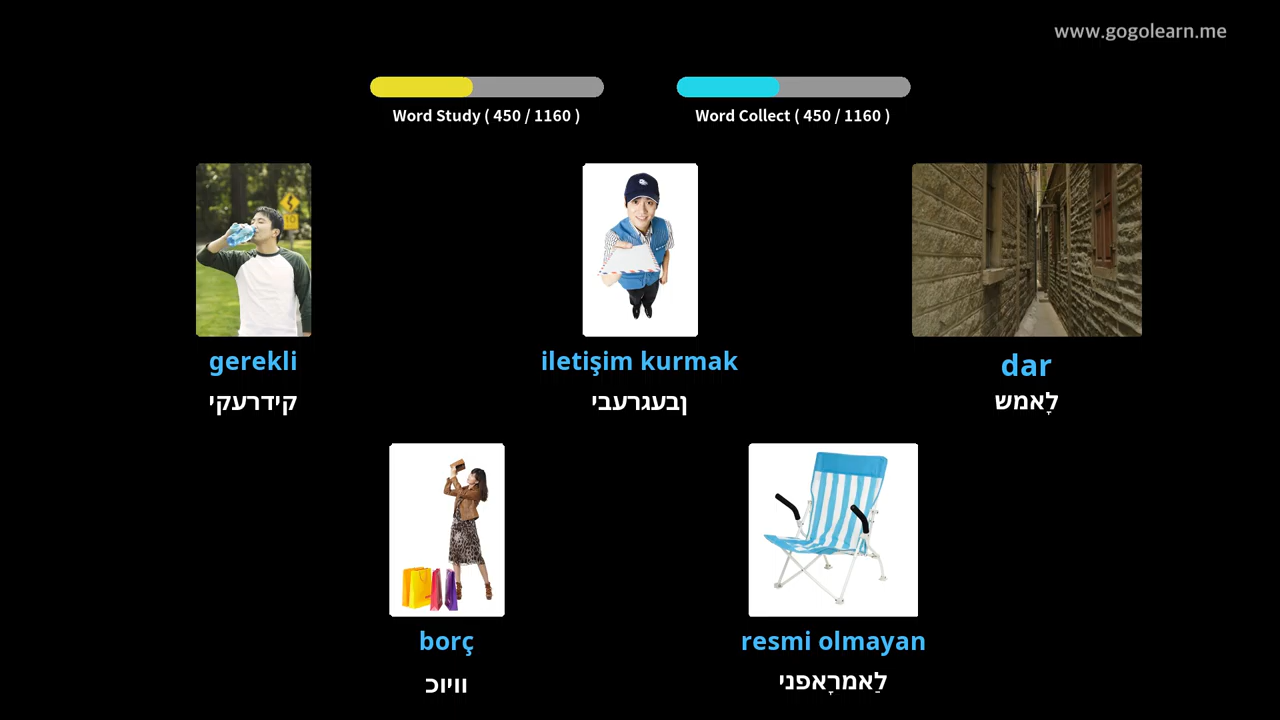 www.gogolearn.me
Word Study ( 450 / 1160 )
Word Collect ( 450 / 1160 )
gerekli
iletişim kurmak
dar
קידרעקי
ןבעגרעבי
לָאמש
borç
resmi olmayan
וויוכ
לַאמרָאפני